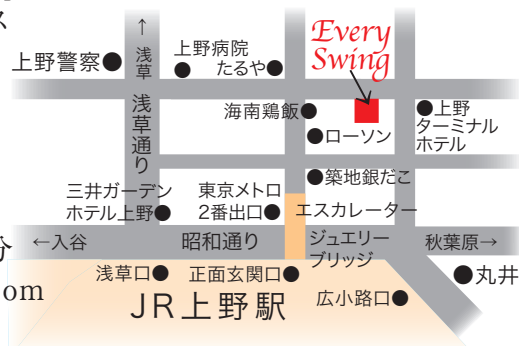 ス
Every
Swing
↑
浅草
浅草通り
上野警察●
上野病院
●
たるや●
海南鶏飯●
●ローソン
●上野
ターミナル
ホテル
●築地銀だこ
三井ガーデン
ホテル上野●
東京メトロ
2番出口●
エスカレーター
分
←入谷
昭和通り
ジュエリー
ブリッジ
秋葉原→
浅草口●
正面玄関口●
●丸井
om
JR上野駅
広小路口●